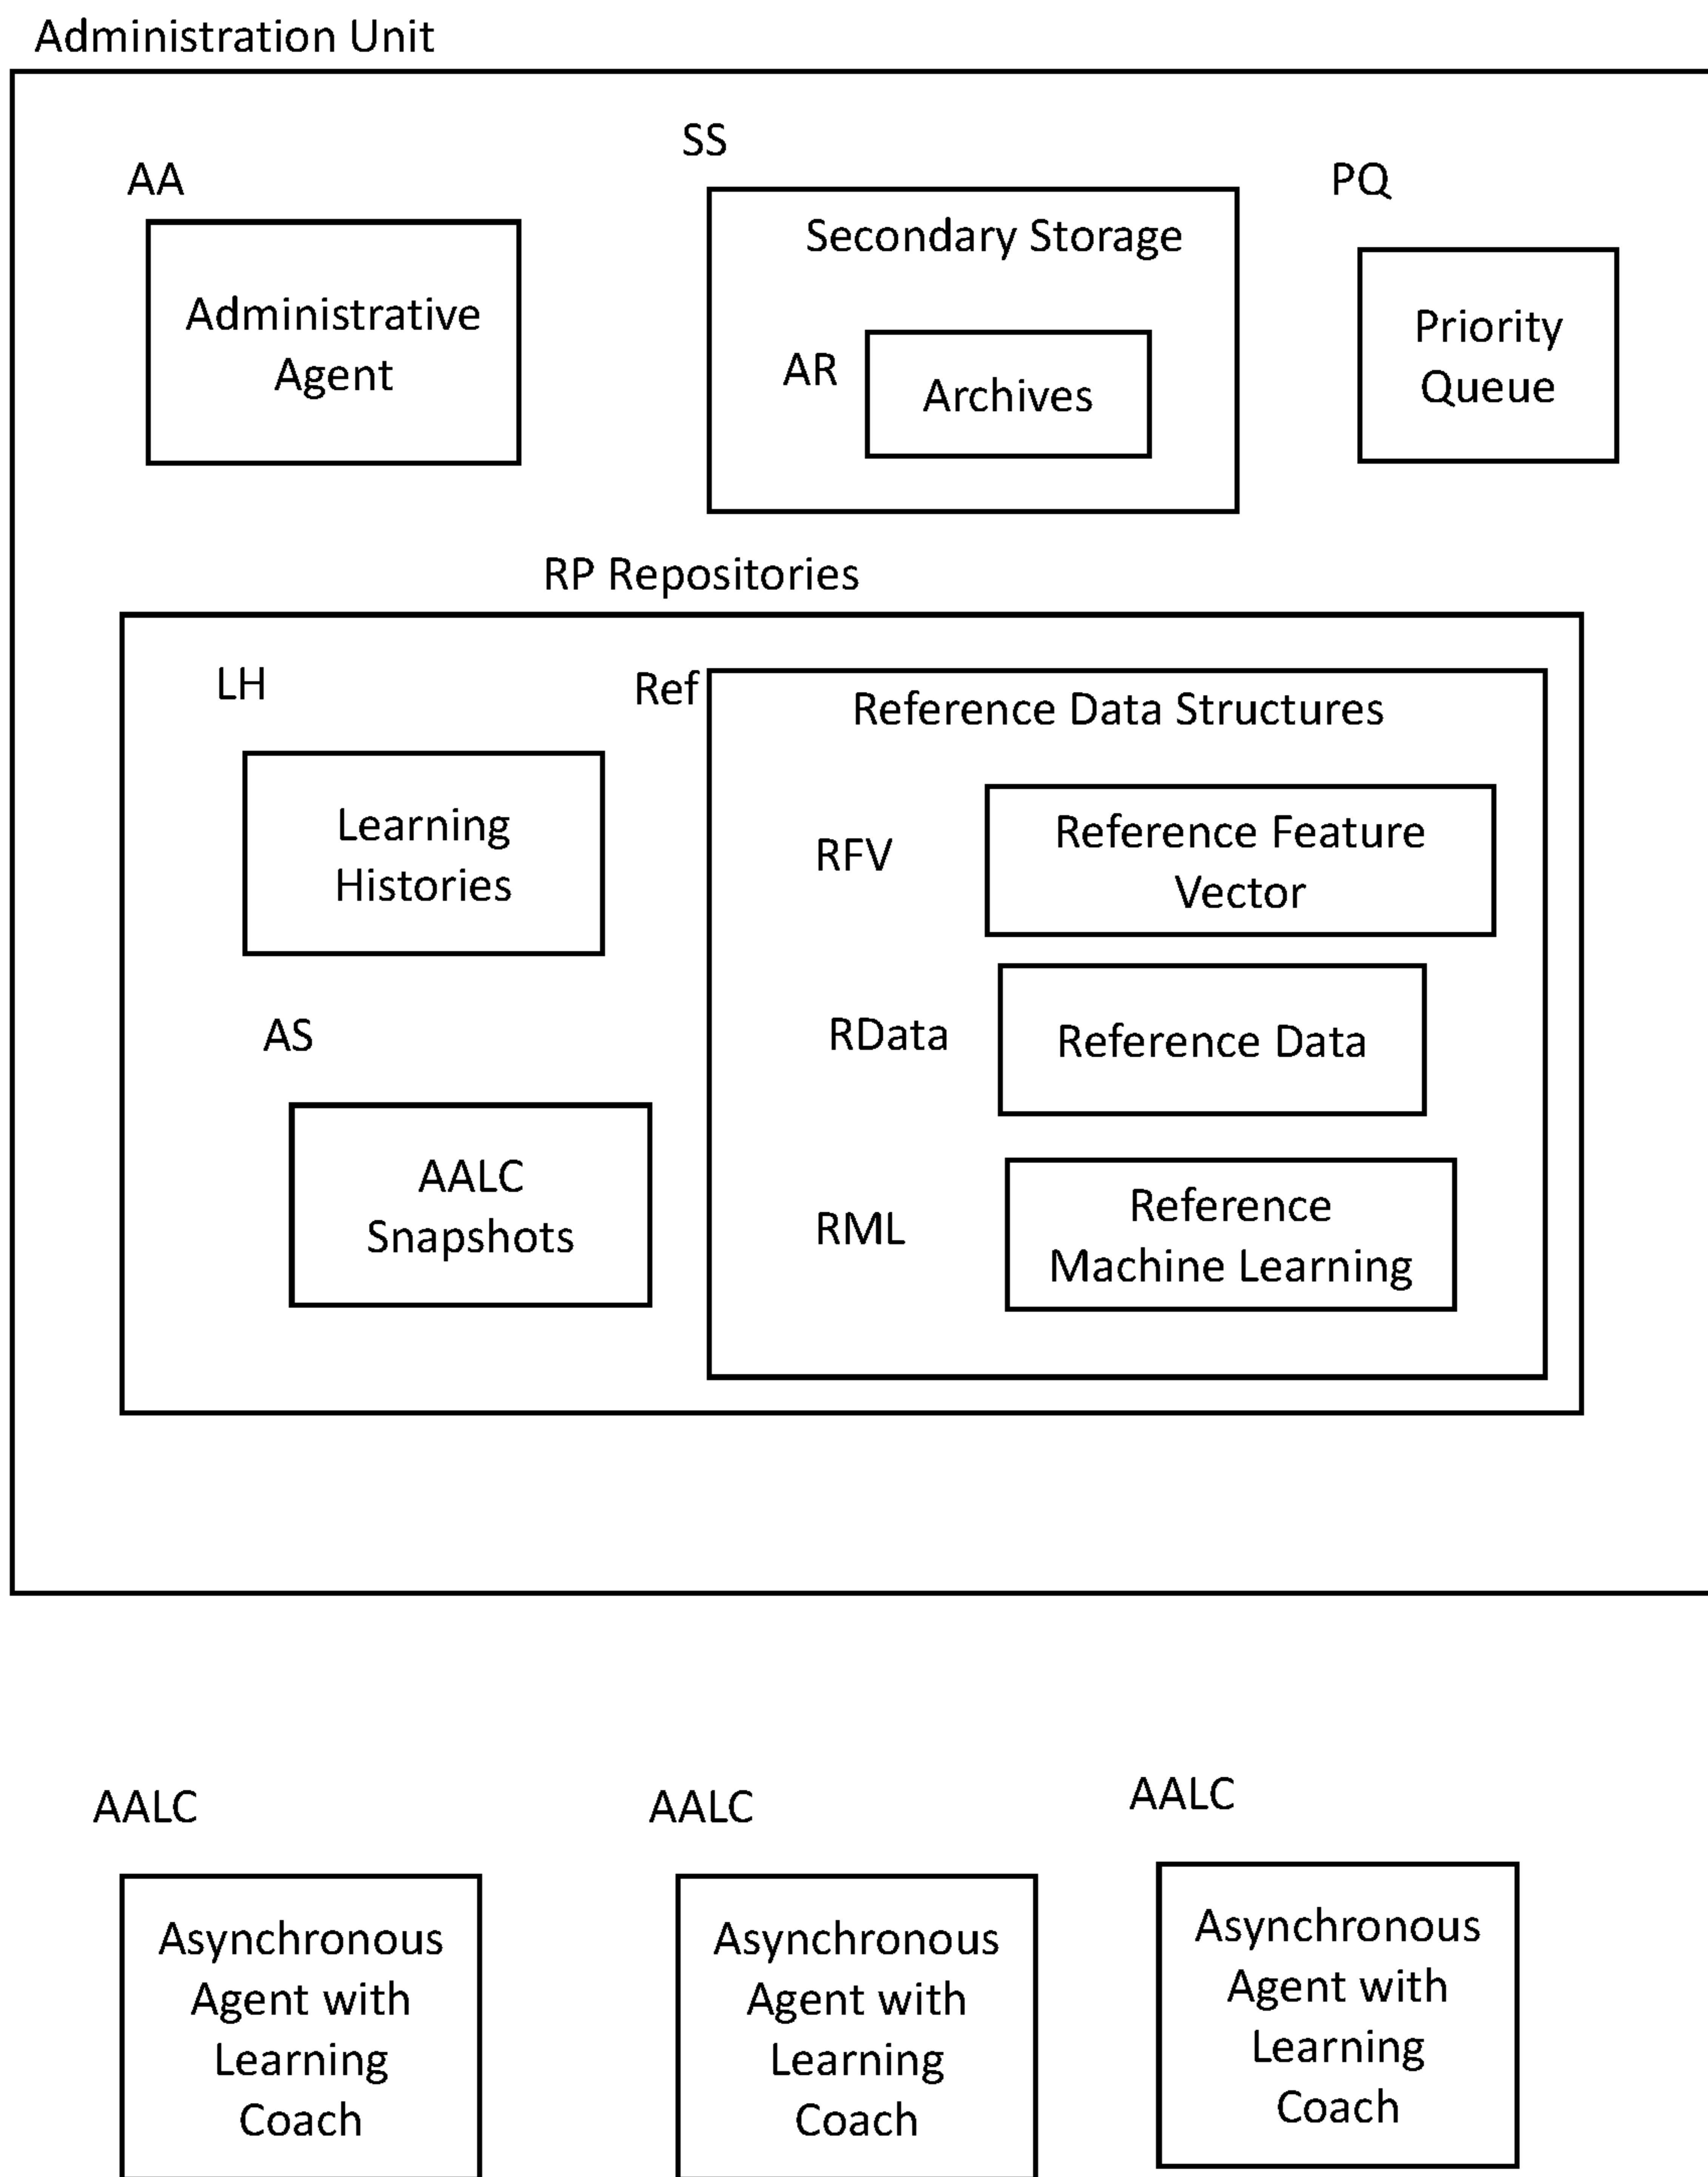 Administration Unit
SS
AA
PQ
Secondary Storage
Administrative
Agent
AR
Archives
Priority
Queue
RP Repositories
LH
Ref
Reference Data Structures
Learning
Histories
RFV
Reference Feature
Vector
AS
RData
Reference Data
AALC
Snapshots
RML
Reference
Machine Learning
AALC
Asynchronous
Agent with
Learning
Coach
AALC
Asynchronous
Agent with
Learning
Coach
AALC
Asynchronous
Agent with
Learning
Coach